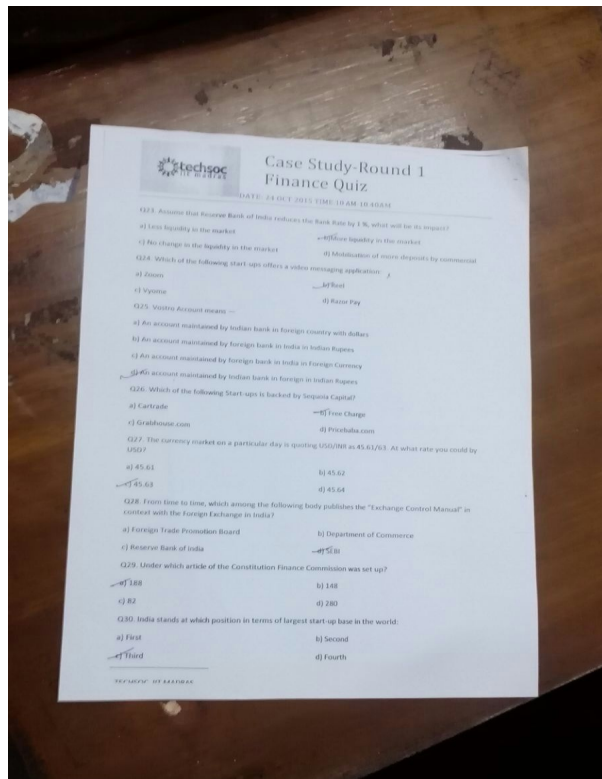 techsoc
IIT MADRAS
Case Study-Round 1
Finance Quiz
DATE: 24 OCT 2015 TIME 10 AM-10:40AM
Q23. Assume that Reserve Bank of India reduces the Bank Rate by 1 %, what will be its impact?
a) Less liquidity in the market
b) More liquidity in the market
c) No change in the liquidity in the market
d) Mobilisation of more deposits by commercial
Q24. Which of the following start-ups offers a video messaging application:
a) Zoom
b)
c) Vyome
d) Razor Pay
Q25. Vostro Account means —
a) An account maintained by Indian bank in foreign country with dollars
b) An account maintained by foreign bank in India in Indian Rupees
c) An account maintained by foreign bank in India in Foreign Currency
d) An account maintained by Indian bank in foreign in Indian Rupees
Q26. Which of the following Start-ups is backed by Sequoia Capital?
a) Cartrade
b) Free Charge
c) Grabhouse.com
d) Pricebaba.com
Q27. The currency market on a particular day is quoting US$/INR as 45.61/63. At what rate you could by
USD?
a) 45.61
b) 45.62
c) 45.63
d) 45.64
Q28. From time to time, which among the following body publishes the "Exchange Control Manual" in
context with the Foreign Exchange in India?
a) Foreign Trade Promotion Board
b) Department of Commerce
c) Reserve Bank of India
d) SEBI
Q29. Under which article of the Constitution Finance Commission was set up?
a) 188
b) 148
c) 82
d) 280
Q30. India stands at which position in terms of largest start-up base in the world:
a) First
b) Second
c) Third
d) Fourth
TECHSOC- IIT MADRAS